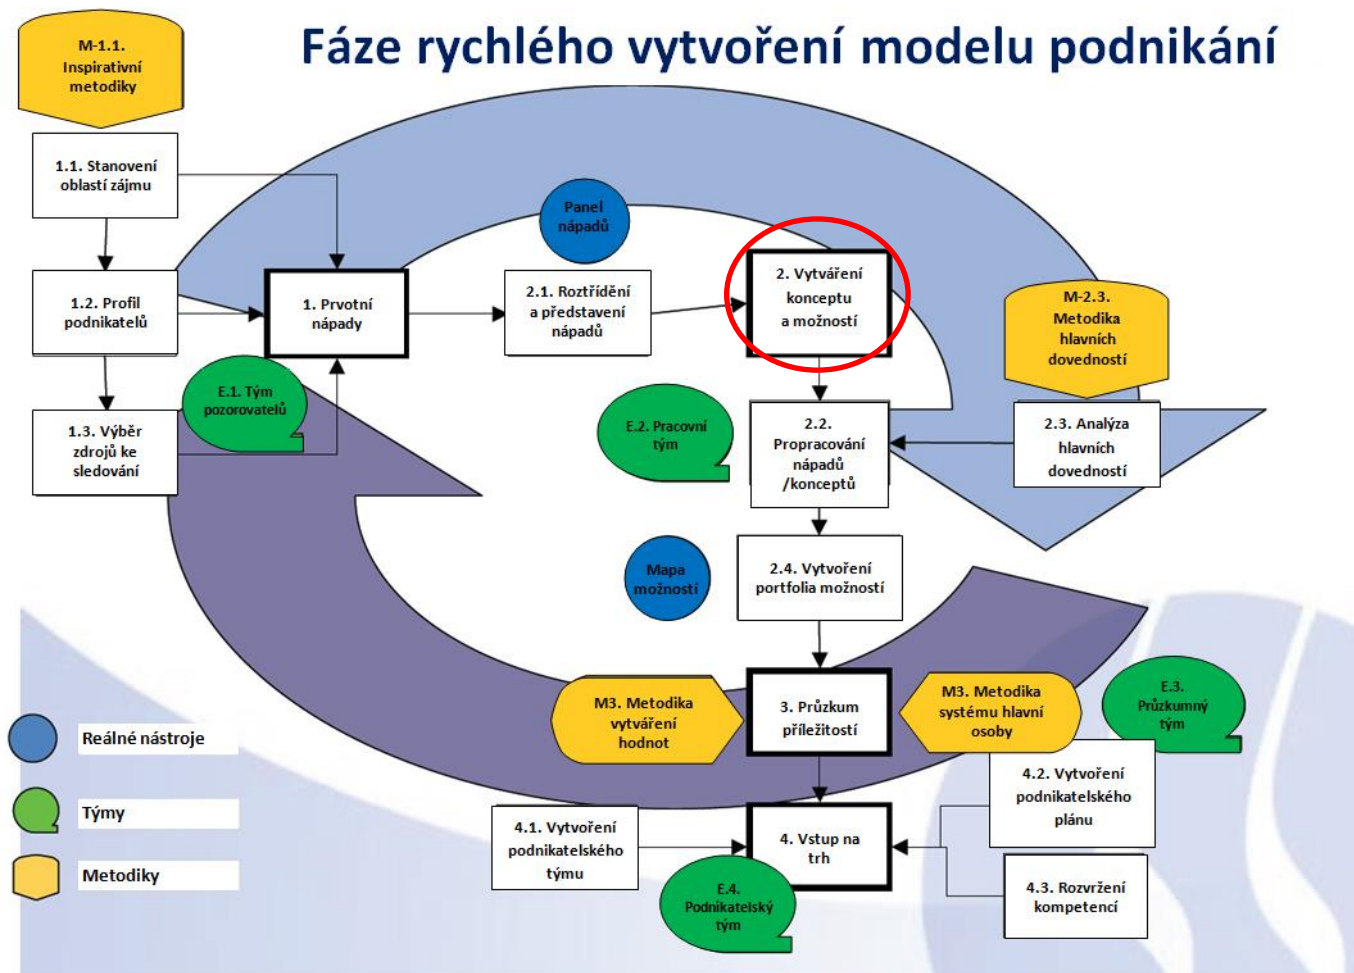 Fáze rychlého vytvoření modelu podnikání
M-1.1.
Inspirativní
metodiky
1.1. Stanovení
oblastí zájmu
1.2. Profil
podnikatelů
1.3. Výběr
zdrojů ke
sledování
E.1. Tým
pozorovatelů
1. Prvotní
nápady
Panel
nápadů
2.1. Roztřídění
a představení
nápadů
2. Vytváření
konceptu
a možností
M-2.3.
Metodika
hlavních
dovedností
E.2. Pracovní
tým
2.2.
Propracování
nápadů
/konceptů
2.3. Analýza
hlavních
dovedností
Mapa
možností
2.4. Vytvoření
portfolia možností
M3. Metodika
vytváření
hodnot
3. Průzkum
příležitostí
M3. Metodika
systému hlavní
osoby
E.3.
Průzkumný
tým
4.1. Vytvoření
podnikatelského
týmu
4. Vstup na
trh
4.2. Vytvoření
podnikatelského
plánu
4.3. Rozvržení
kompetencí
E.4.
Podnikatelský
tým
Reálné nástroje
Týmy
Metodiky